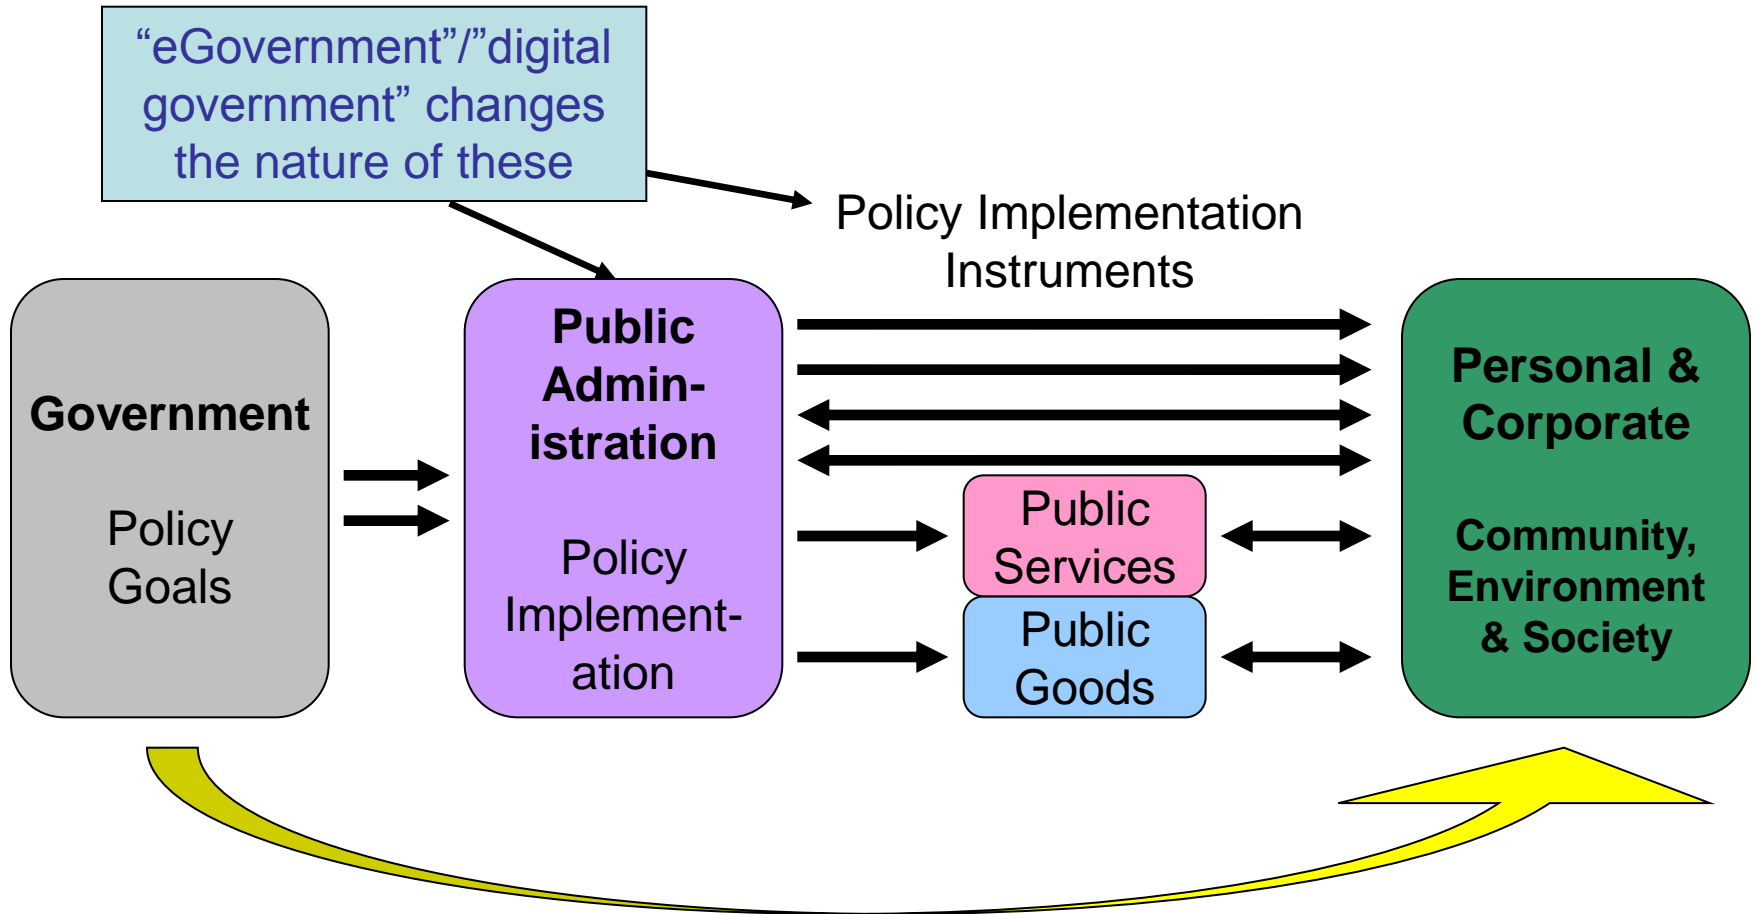 “eGovernment”/”digital
government” changes
the nature of these
Policy Implementation
Instruments
Government
Policy
Goals
Public
Admin-
istration
Policy
Implement-
ation
Public
Services
Public
Goods
Personal &
Corporate
Community,
Environment
& Society